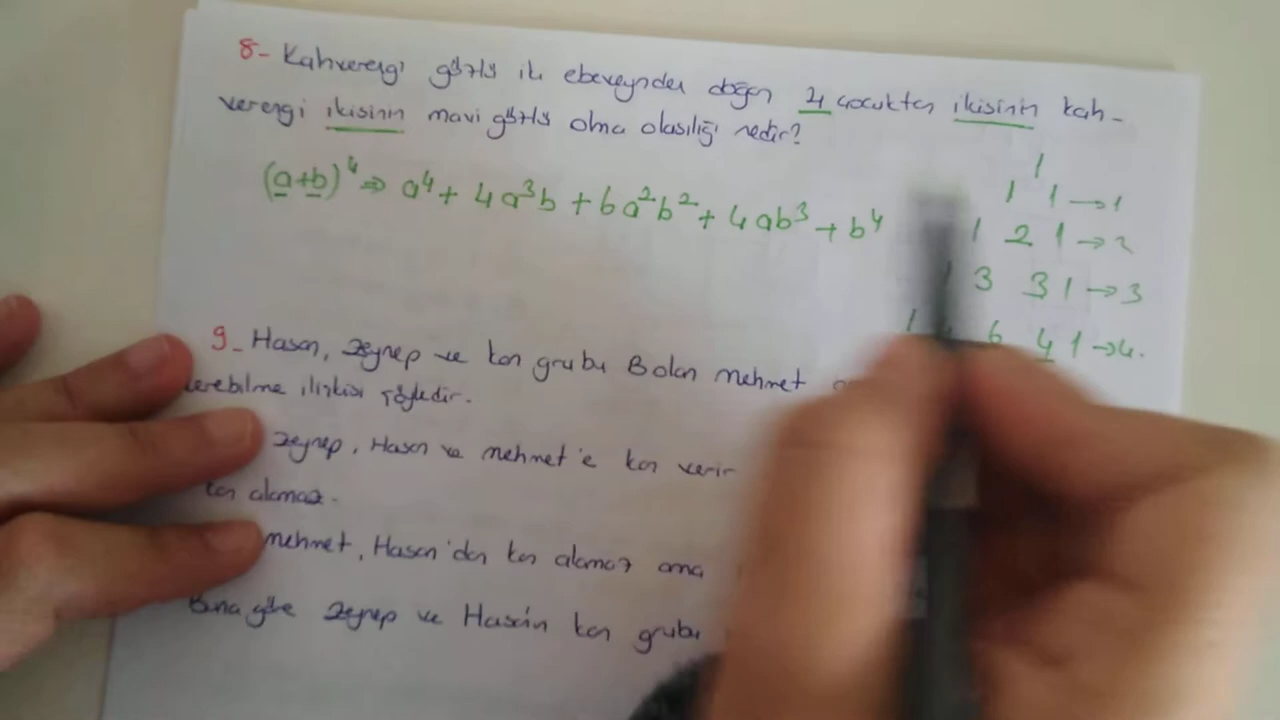 8- Kahverengi gözlü iki ebeveynden doğan 4 çocuktan ikisinin kah-
verengi ikisinin mavi gözlü olma olasılığı nedir?
(a+b)⁴ ⇒ a⁴ + 4a³b + 6a²b² + 4ab³ + b⁴
1
1 1 → 1
1 2 1 → 2
1 3 3 1 → 3
1 6 4 1 → 4.
9- Hasan, Zeynep ve kan grubu B olan mehmet
verebilme ilişkisi şöyledir.
Zeynep, Hasan ve mehmet'e kan verir
kan alamaz.
mehmet, Hasan'dan kan alamaz ama
Buna göre Zeynep ve Hasan'ın kan grubu